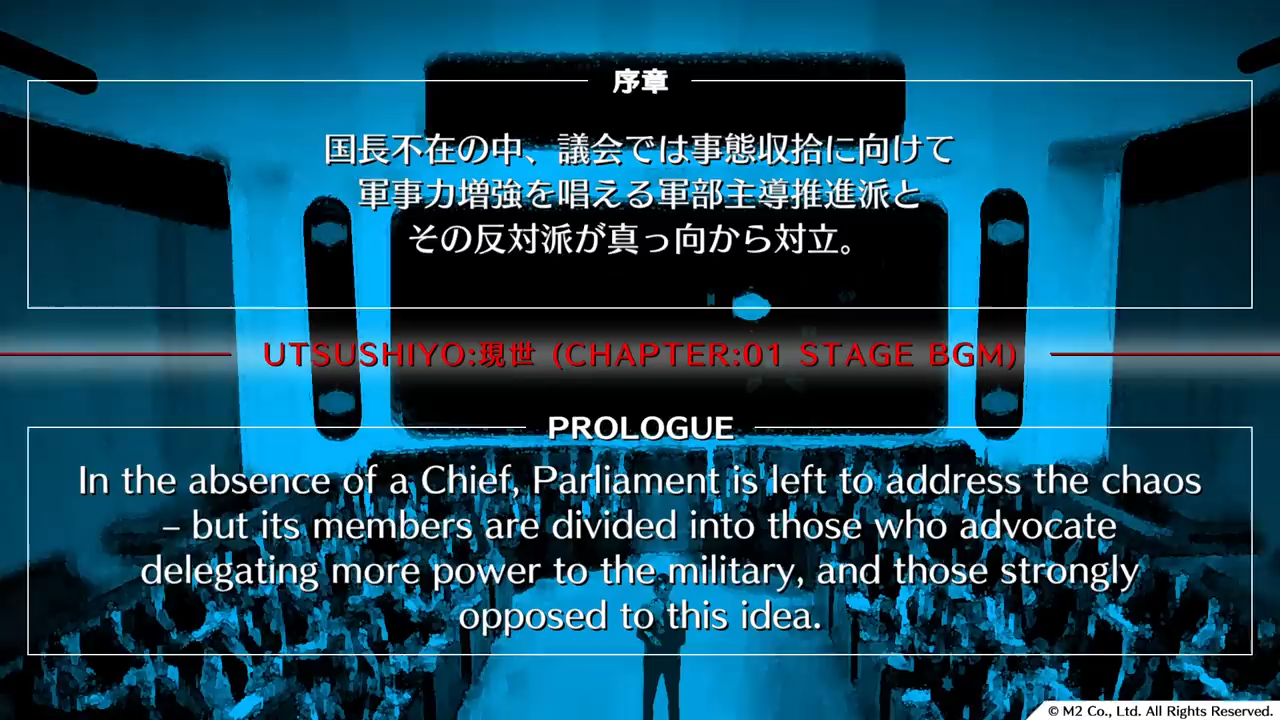 序章
国長不在の中、議会では事態収拾に向けて
軍事力増強を唱える軍部主導推進派と
その反対派が真っ向から対立。
UTSUSHIYO:現世 (CHAPTER:01 STAGE BGM)
PROLOGUE
In the absence of a Chief, Parliament is left to address the chaos
– but its members are divided into those who advocate
delegating more power to the military, and those strongly
opposed to this idea.
© M2 Co., Ltd. All Rights Reserved.